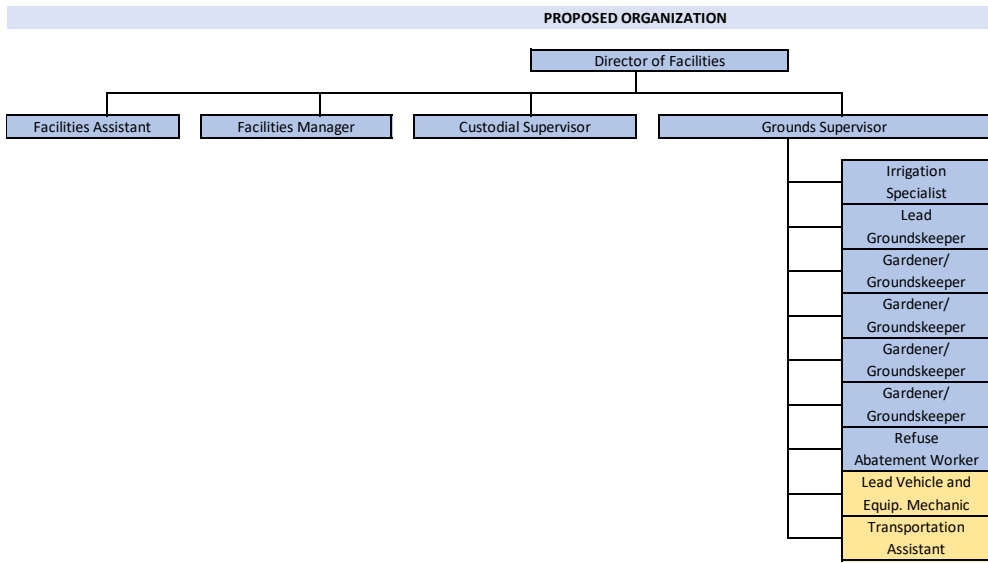 PROPOSED ORGANIZATION
Director of Facilities
Facilities Assistant
Facilities Manager
Custodial Supervisor
Grounds Supervisor
Irrigation
Specialist
Lead
Groundskeeper
Gardener/
Groundskeeper
Gardener/
Groundskeeper
Gardener/
Groundskeeper
Gardener/
Groundskeeper
Refuse
Abatement Worker
Lead Vehicle and
Equip. Mechanic
Transportation
Assistant